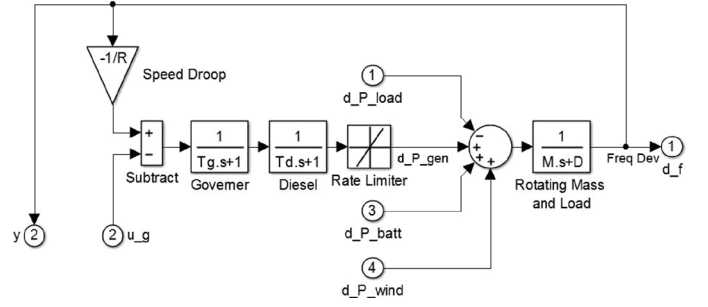 -1/R
Speed Droop
1
d_P_load
+
−
Subtract
1
Tg.s+1
Governer
1
Td.s+1
Diesel
Rate Limiter
d_P_gen
−
+
+
+
1
M.s+D
Rotating Mass
and Load
Freq Dev
1
d_f
y
2
2
u_g
3
d_P_batt
4
d_P_wind